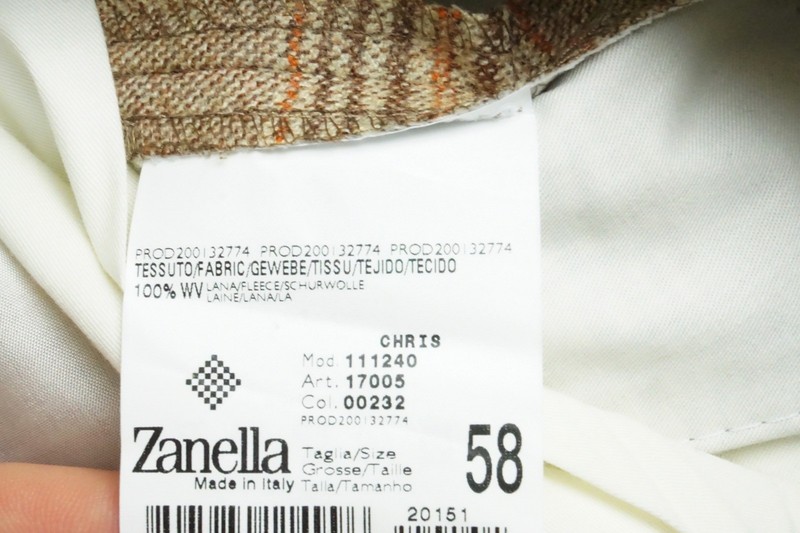 PROD200132774 PROD200132774 PROD200132774
TESSUTO/FABRIC/GEWEBE/TISSU/TEJIDO/TECIDO
100% WV LANA/FLEECE/SCHURWOLLE
LAINE/LANA/LA
CHRIS
Mod. 111240
Art. 17005
Col. 00232
PROD200132774
Zanella
Made in Italy
Taglia/Size
Grosse/Taille
Talla/Tamanho
58
20151